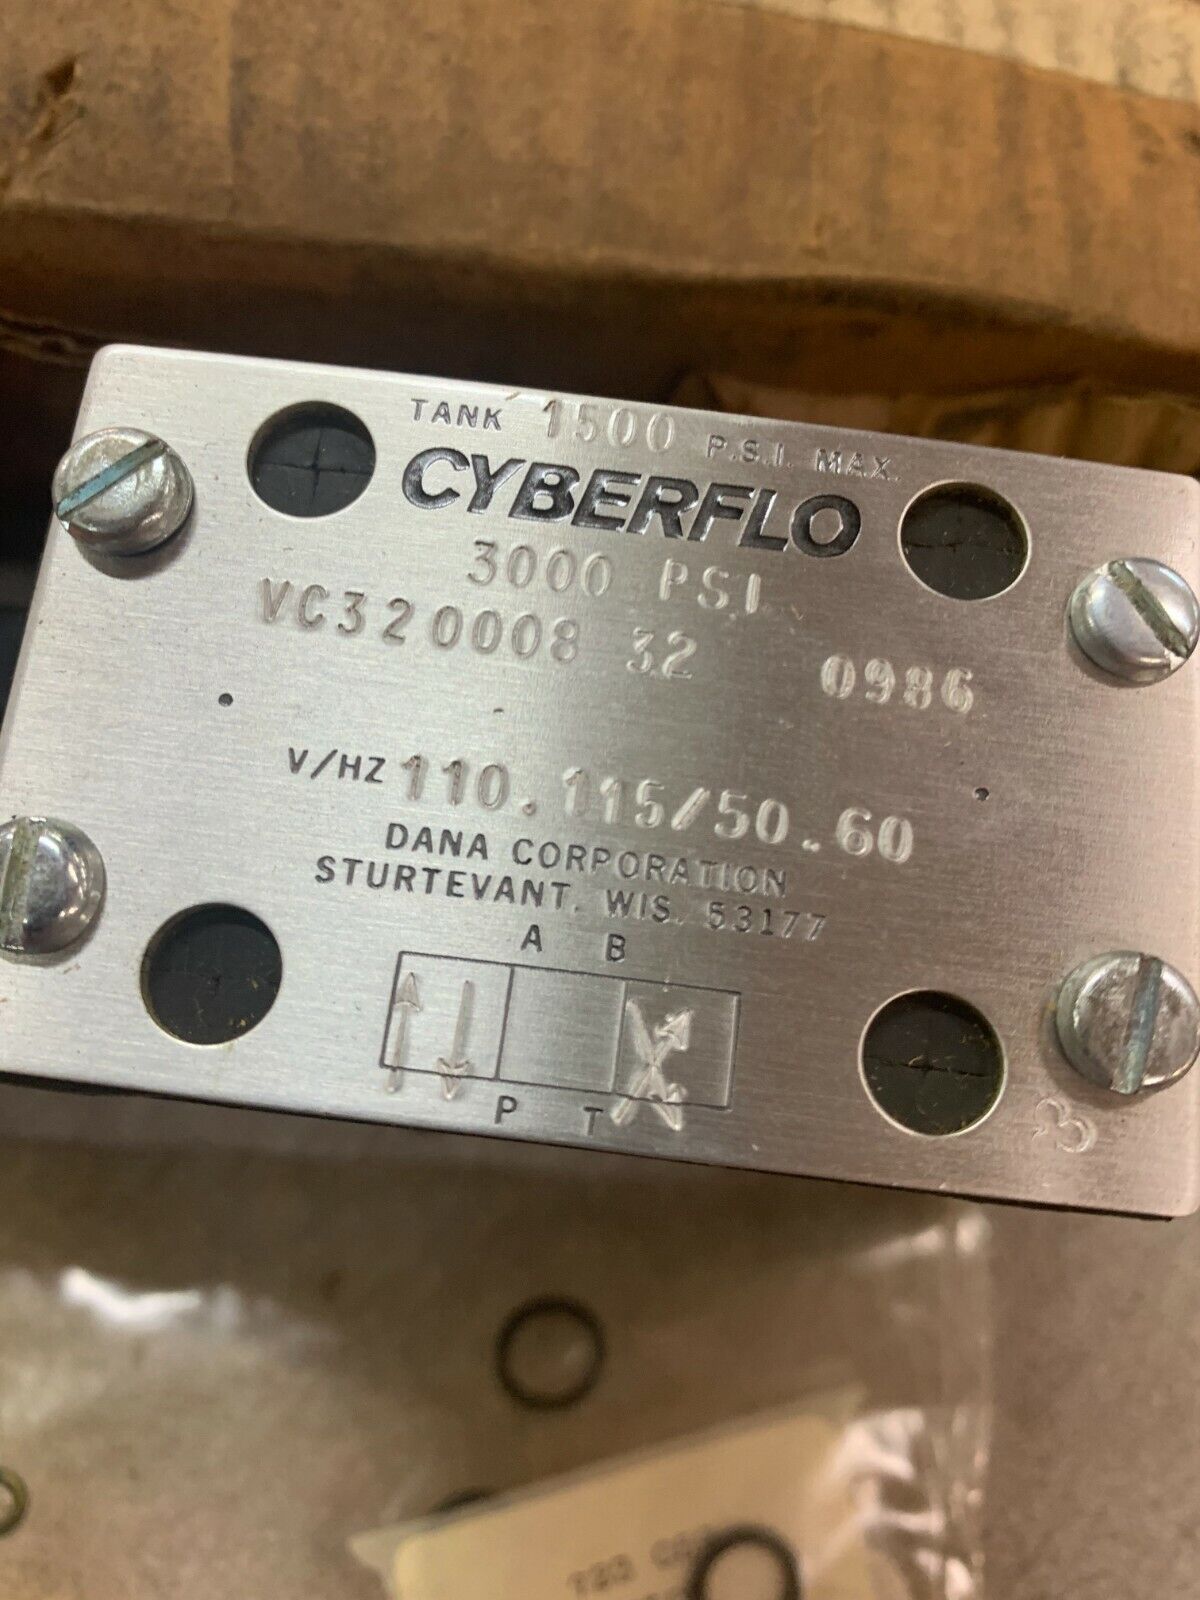 TANK 1500 P.S.I. MAX.
CYBERFLO
3000 PSI
VC320008 32 0986
V/HZ 110.115/50.60
DANA CORPORATION
STURTEVANT, WIS. 53177
A B
P T